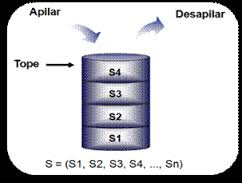 Apilar
Desapilar
Tope
S4
S3
S2
S1
S = (S1, S2, S3, S4, ..., Sn)